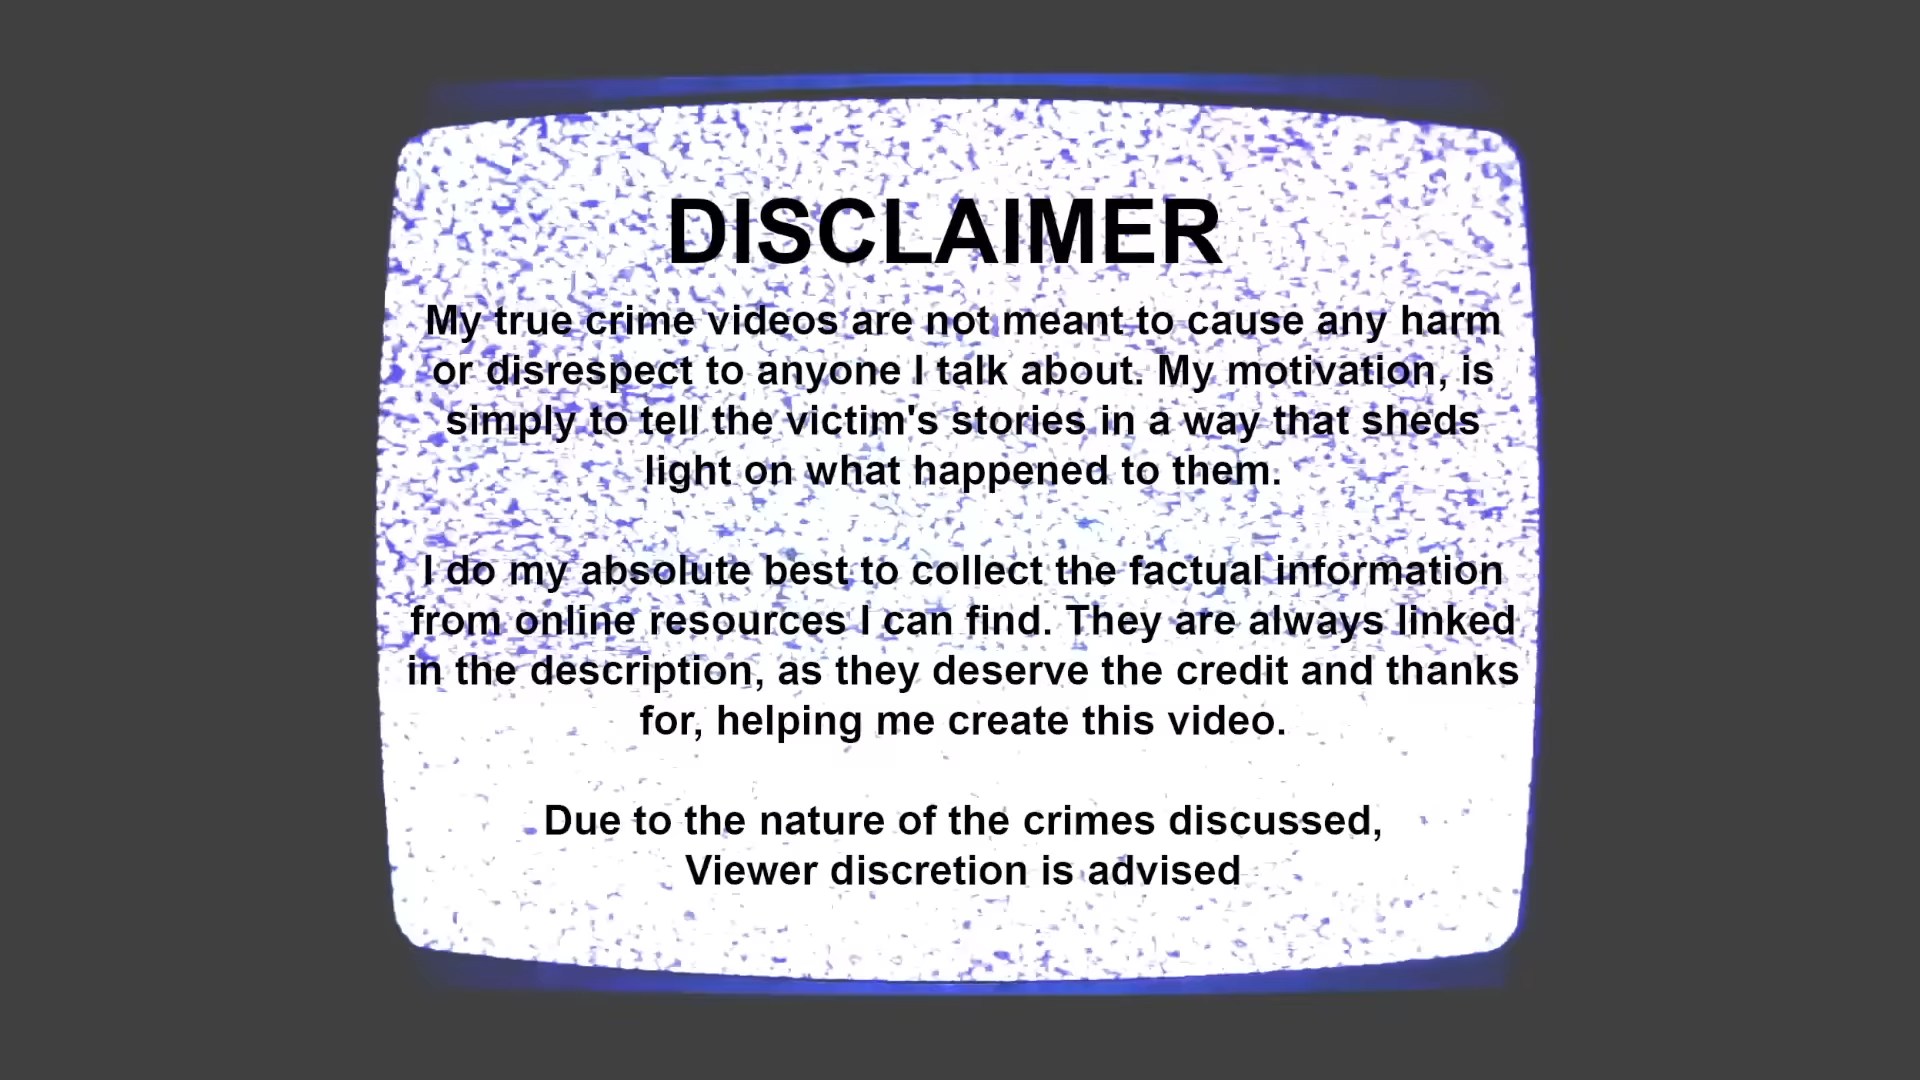 DISCLAIMER
My true crime videos are not meant to cause any harm
or disrespect to anyone I talk about. My motivation, is
simply to tell the victim's stories in a way that sheds
light on what happened to them.
I do my absolute best to collect the factual information
from online resources I can find. They are always linked
in the description, as they deserve the credit and thanks
for, helping me create this video.
Due to the nature of the crimes discussed,
Viewer discretion is advised